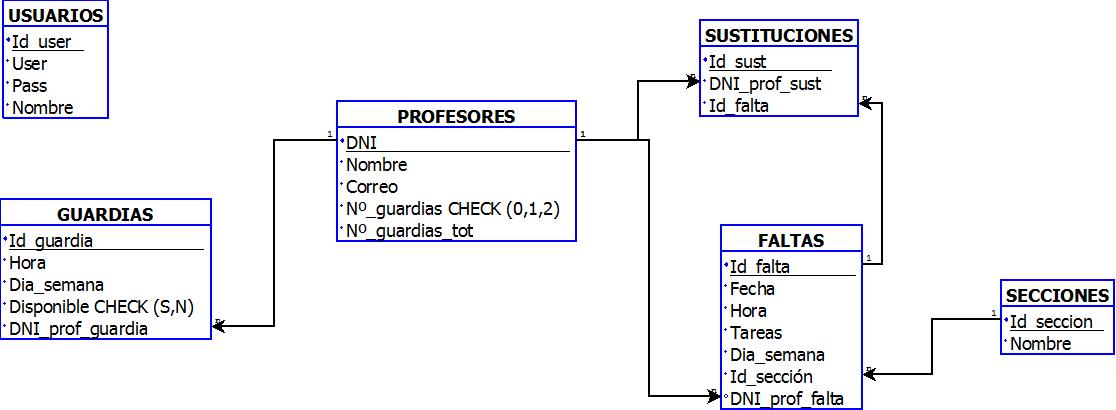 USUARIOS
Id_user
User
Pass
Nombre
PROFESORES
DNI
Nombre
Correo
Nº_guardias CHECK (0,1,2)
Nº_guardias_tot
GUARDIAS
Id_guardia
Hora
Dia_semana
Disponible CHECK (S,N)
DNI_prof_guardia
SUSTITUCIONES
Id_sust
DNI_prof_sust
Id_falta
FALTAS
Id_falta
Fecha
Hora
Tareas
Dia_semana
Id_sección
DNI_prof_falta
SECCIONES
Id_seccion
Nombre
1
1
1
1